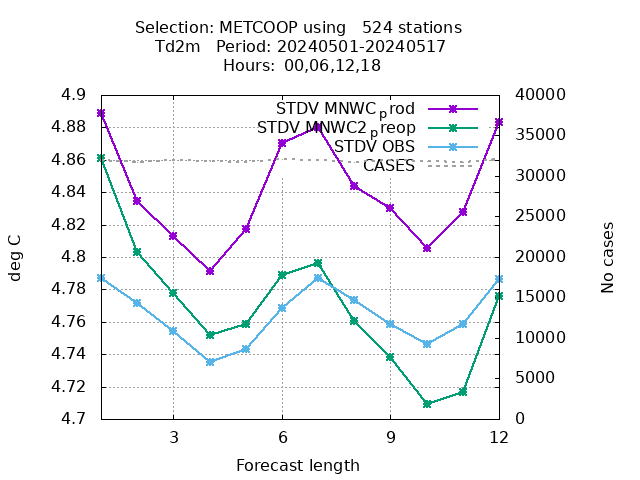 Selection: METCOOP using 524 stations
Td2m Period: 20240501-20240517
Hours: 00,06,12,18
STDV MNWC_prod
STDV MNWC2_preop
STDV OBS
CASES
4.9
4.88
4.86
4.84
4.82
4.8
4.78
4.76
4.74
4.72
4.7
deg C
40000
35000
30000
25000
20000
15000
10000
5000
0
No cases
3 6 9 12
Forecast length